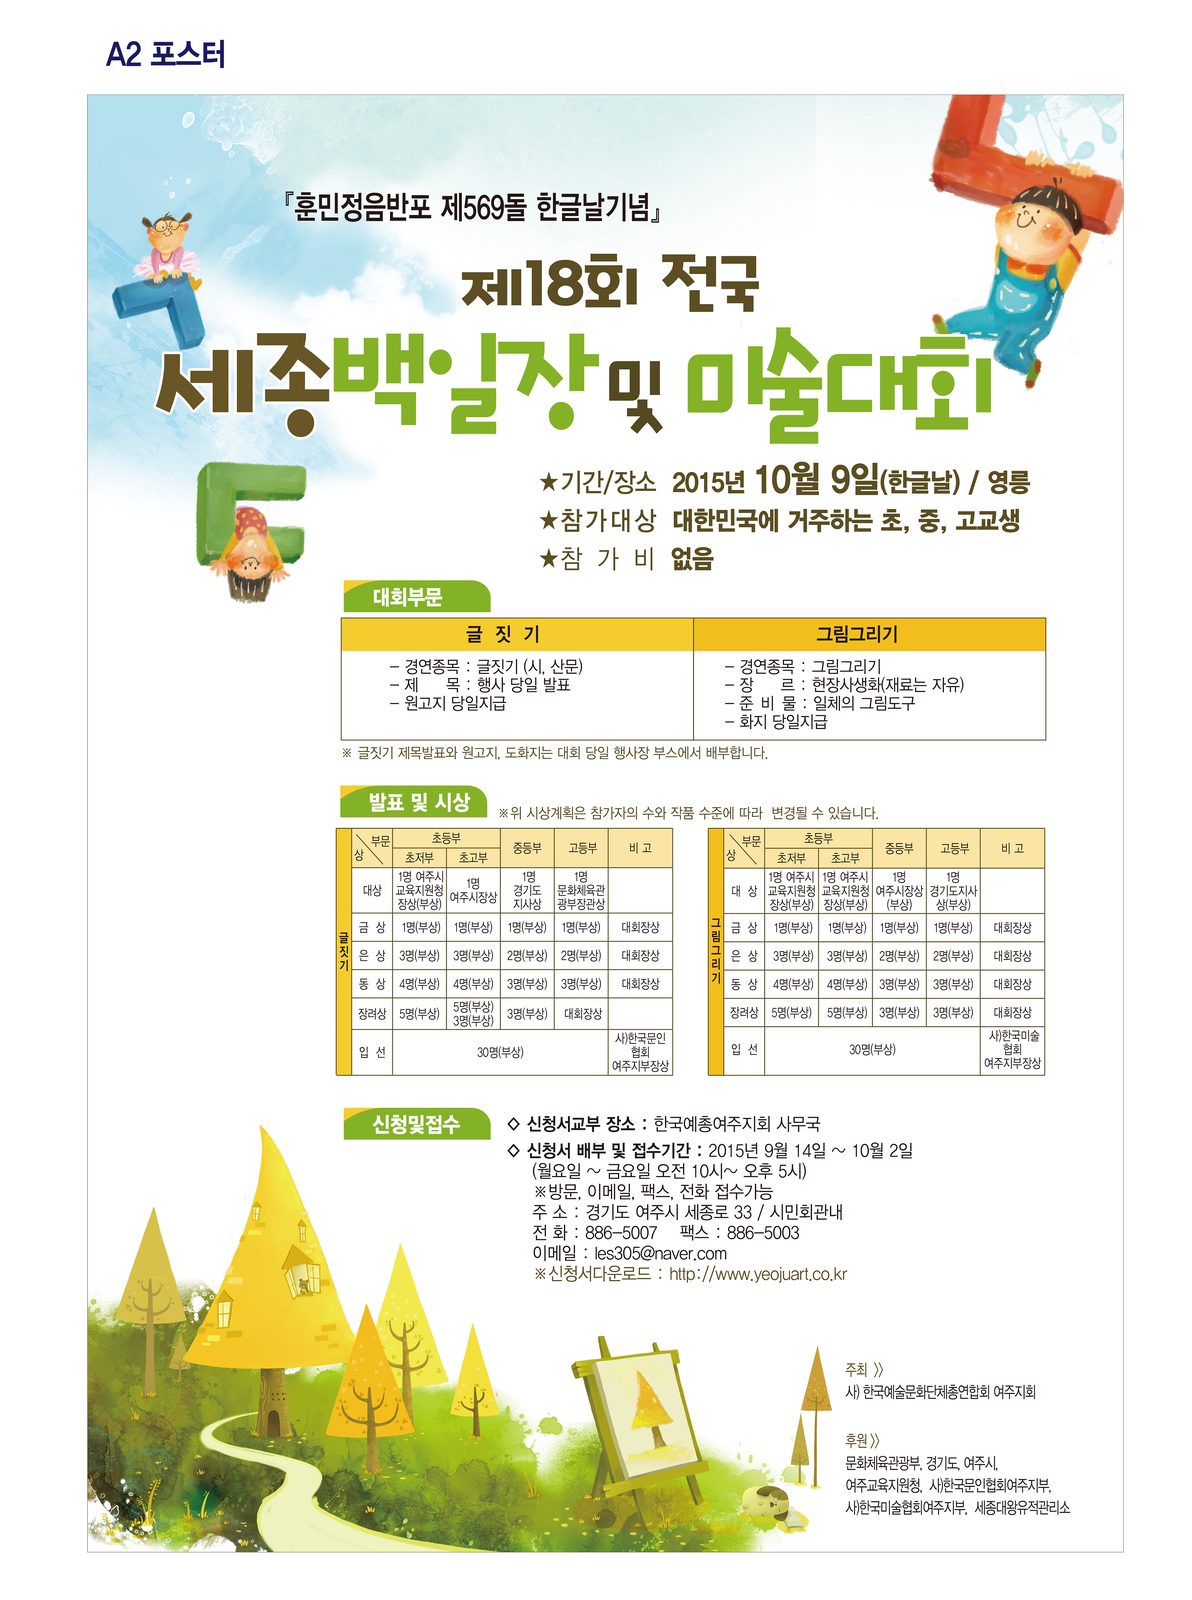 A2 포스터
『훈민정음반포 제569돌 한글날기념』
제18회 전국
세종백일장 및 미술대회
★기간/장소 2015년 10월 9일(한글날) / 영릉
★참가대상 대한민국에 거주하는 초, 중, 고교생
★참 가 비 없음
대회부문
글 짓 기
- 경연종목 : 글짓기 (시, 산문)
- 제 목 : 행사 당일 발표
- 원고지 당일지급
그림그리기
- 경연종목 : 그림그리기
- 장 르 : 현장사생화(재료는 자유)
- 준 비 물 : 일체의 그림도구
- 화지 당일지급
※ 글짓기 제목발표와 원고지, 도화지는 대회 당일 행사장 부스에서 배부합니다.
발표 및 시상 ※위 시상계획은 참가자의 수와 작품 수준에 따라 변경될 수 있습니다.
글짓기
부문 상 초등부 중등부 고등부 비 고
초저부 초고부
대상 1명 여주시 교육지원청 장상(부상) 1명 여주시장상 1명 경기도 지사상 1명 문화체육관 광부장관상
금 상 1명(부상) 1명(부상) 1명(부상) 1명(부상) 대회장상
은 상 3명(부상) 3명(부상) 2명(부상) 2명(부상) 대회장상
동 상 4명(부상) 4명(부상) 3명(부상) 3명(부상) 대회장상
장려상 5명(부상) 5명(부상) 3명(부상) 3명(부상) 대회장상
입 선 30명(부상) 사)한국문인 협회 여주지부장상
그림그리기
부문 상 초등부 중등부 고등부 비 고
초저부 초고부
대 상 1명 여주시 교육지원청 장상(부상) 1명 여주시 교육지원청 장상(부상) 1명 여주시장상 (부상) 1명 경기도지사 상(부상)
금 상 1명(부상) 1명(부상) 1명(부상) 1명(부상) 대회장상
은 상 3명(부상) 3명(부상) 2명(부상) 2명(부상) 대회장상
동 상 4명(부상) 4명(부상) 3명(부상) 3명(부상) 대회장상
장려상 5명(부상) 5명(부상) 3명(부상) 3명(부상) 대회장상
입 선 30명(부상) 사)한국미술 협회 여주지부장상
신청및접수
◇ 신청서교부 장소 : 한국예총여주지회 사무국
◇ 신청서 배부 및 접수기간 : 2015년 9월 14일 ~ 10월 2일
(월요일 ~ 금요일 오전 10시~ 오후 5시)
※방문, 이메일, 팩스, 전화 접수가능
주 소 : 경기도 여주시 세종로 33 / 시민회관내
전 화 : 886-5007 팩스 : 886-5003
이메일 : les305@naver.com
※신청서다운로드 : http://www.yeojuart.co.kr
주최 》
사) 한국예술문화단체총연합회 여주지회
후원 》
문화체육관광부, 경기도, 여주시,
여주교육지원청, 사)한국문인협회여주지부,
사)한국미술협회여주지부, 세종대왕유적관리소